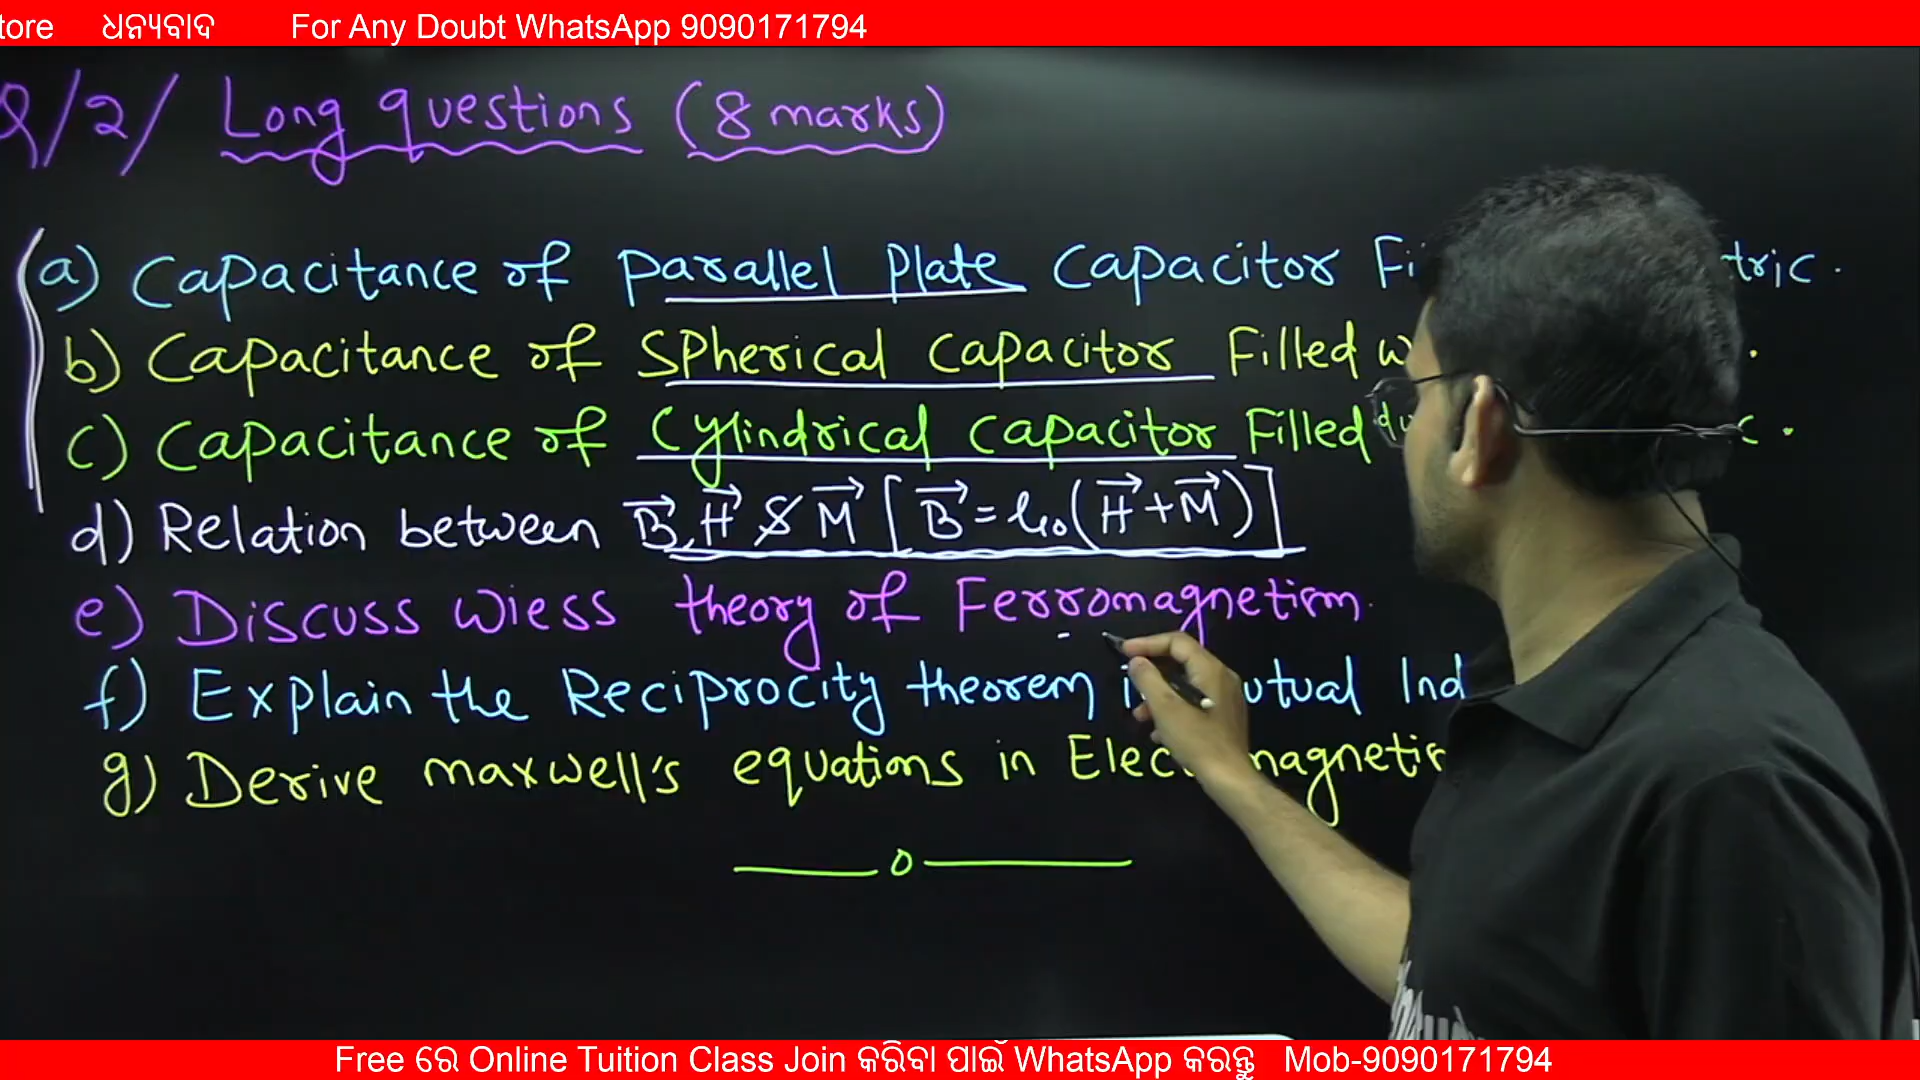 tore ଧନ୍ୟବାଦ For Any Doubt WhatsApp 9090171794
Q/2/ Long questions (8 marks)
a) Capacitance of parallel plate capacitor
b) Capacitance of spherical capacitor Filled
c) Capacitance of cylindrical capacitor Filled
d) Relation between B⃗, H⃗ & M⃗ [B⃗ = μ₀(H⃗ + M⃗)]
e) Discuss Wiess theory of Ferromagnetism.
f) Explain the Reciprocity theorem
g) Derive maxwell's equations in
o
Free ରେ Online Tuition Class Join କରିବା ପାଇଁ WhatsApp କରନ୍ତୁ Mob-9090171794